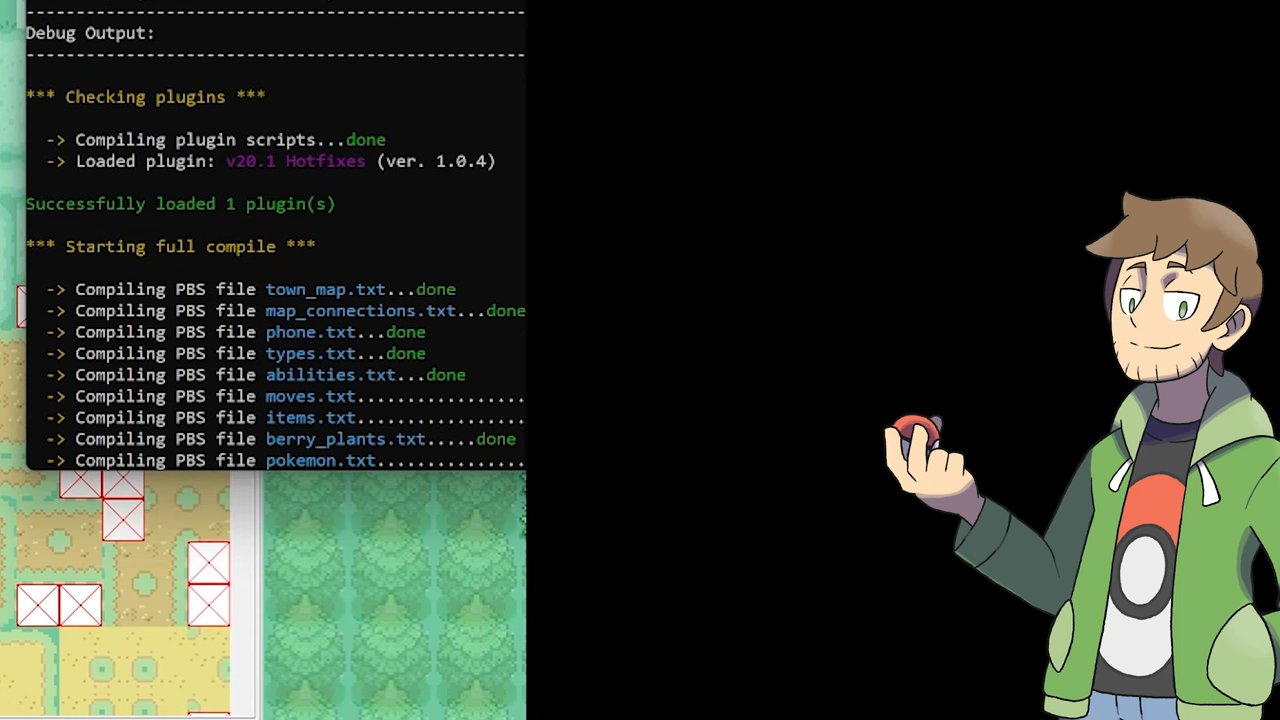 Debug Output:
*** Checking plugins ***
-> Compiling plugin scripts...done
-> Loaded plugin: v20.1 Hotfixes (ver. 1.0.4)
Successfully loaded 1 plugin(s)
*** Starting full compile ***
-> Compiling PBS file town_map.txt...done
-> Compiling PBS file map_connections.txt...done
-> Compiling PBS file phone.txt...done
-> Compiling PBS file types.txt...done
-> Compiling PBS file abilities.txt...done
-> Compiling PBS file moves.txt.................
-> Compiling PBS file items.txt.................
-> Compiling PBS file berry_plants.txt.....done
-> Compiling PBS file pokemon.txt...............